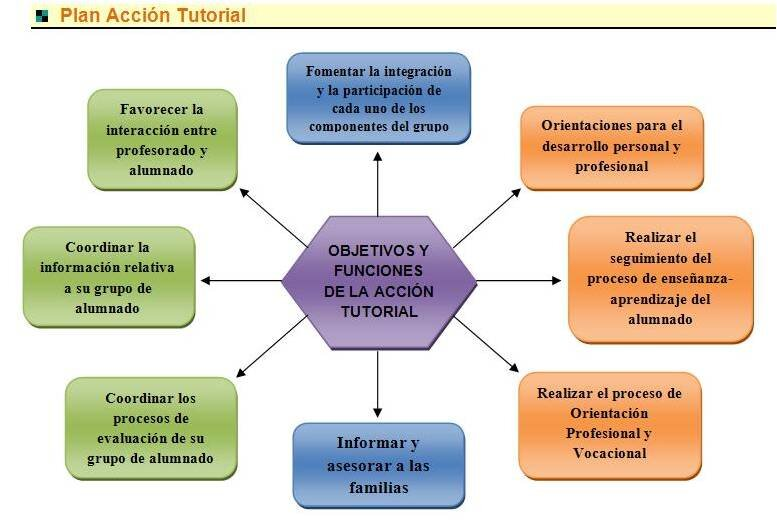 Plan Acción Tutorial
Fomentar la integración
y la participación de
cada uno de los
componentes del grupo
Favorecer la
interacción entre
profesorado y
alumnado
Orientaciones para el
desarrollo personal y
profesional
Coordinar la
información relativa
a su grupo de
alumnado
OBJETIVOS Y
FUNCIONES
DE LA ACCIÓN
TUTORIAL
Realizar el
seguimiento del
proceso de enseñanza-
aprendizaje del
alumnado
Coordinar los
procesos de
evaluación de su
grupo de alumnado
Informar y
asesorar a las
familias
Realizar el proceso de
Orientación
Profesional y
Vocacional